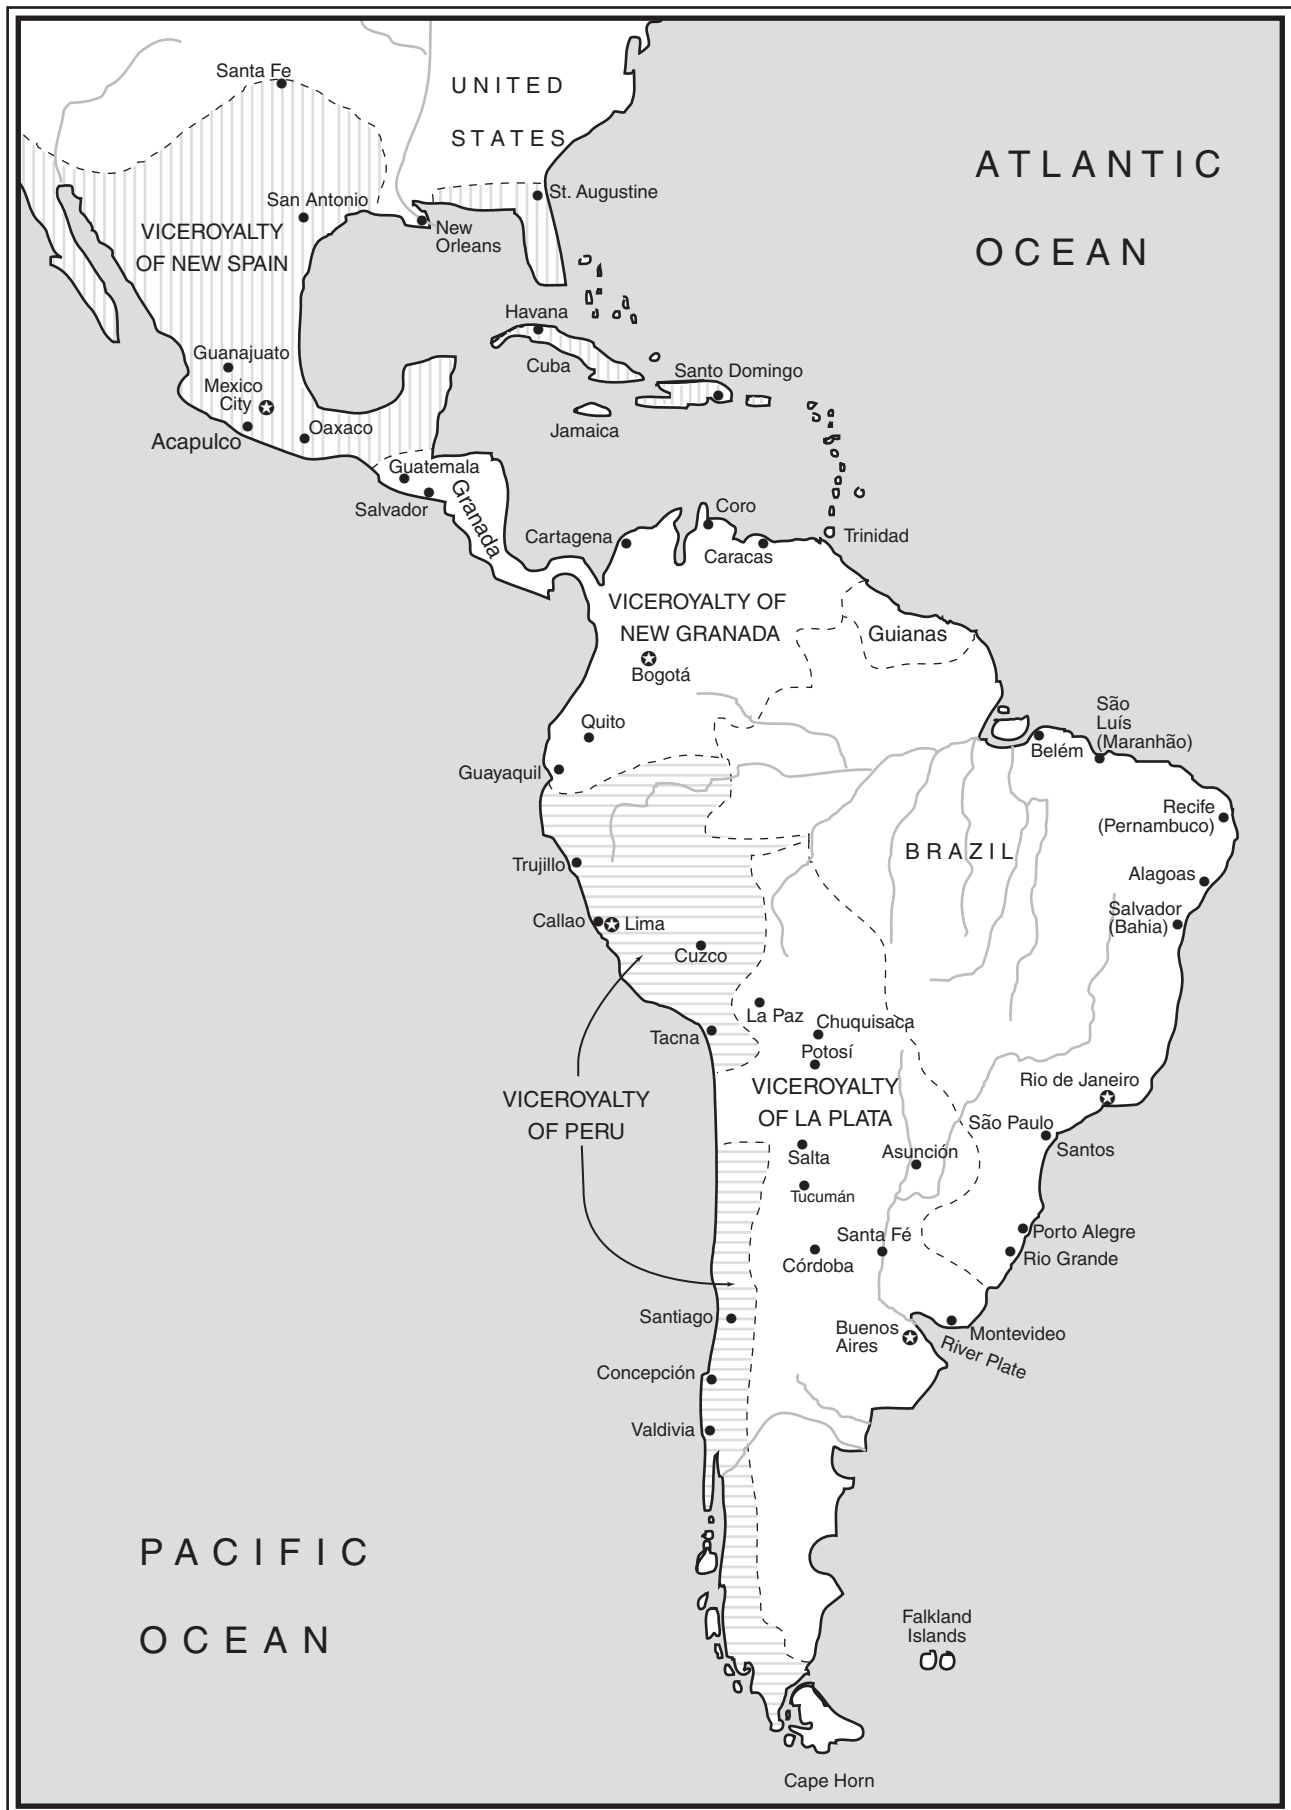 Santa Fe
UNITED
STATES
ATLANTIC
OCEAN
San Antonio
St. Augustine
VICEROYALTY
OF NEW SPAIN
New
Orleans
Havana
Cuba
Guanajuato
Mexico
City
Santo Domingo
Acapulco
Oaxaco
Jamaica
Guatemala
Salvador
Granada
Coro
Cartagena
Caracas
Trinidad
VICEROYALTY OF
NEW GRANADA
Guianas
Bogotá
Quito
Guayaquil
São
Luís
(Maranhão)
Belém
Recife
(Pernambuco)
BRAZIL
Trujillo
Alagoas
Callao
Lima
Salvador
(Bahia)
Cuzco
La Paz
Chuquisaca
Tacna
Potosí
VICEROYALTY
OF PERU
VICEROYALTY
OF LA PLATA
Rio de Janeiro
São Paulo
Santos
Salta
Asunción
Tucumán
Santa Fé
Porto Alegre
Córdoba
Rio Grande
Santiago
Buenos
Aires
Montevideo
River Plate
Concepción
Valdivia
PACIFIC
OCEAN
Falkland
Islands
Cape Horn